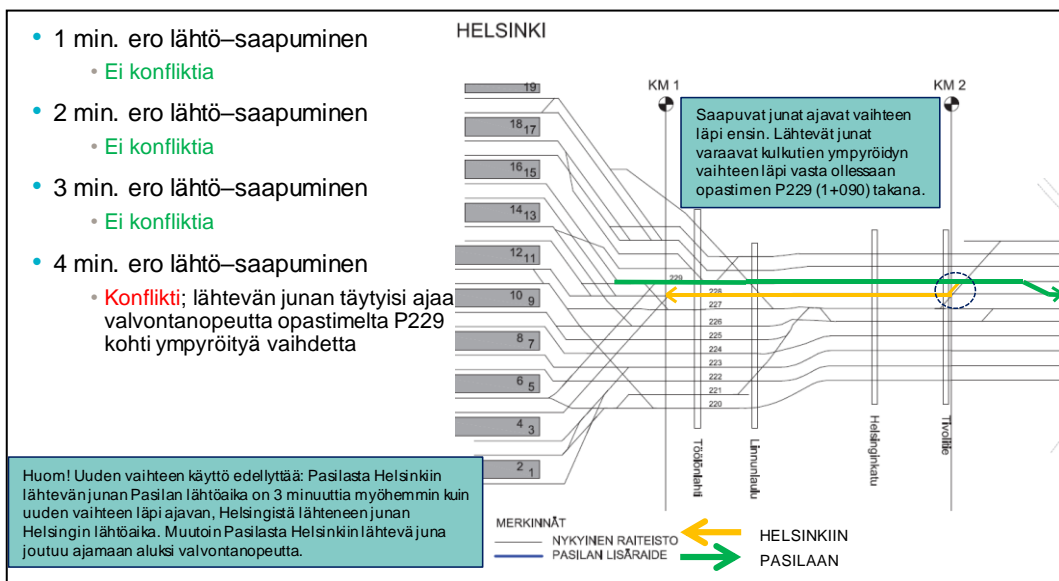 • 1 min. ero lähtö–saapuminen
• Ei konfliktia
• 2 min. ero lähtö–saapuminen
• Ei konfliktia
• 3 min. ero lähtö–saapuminen
• Ei konfliktia
• 4 min. ero lähtö–saapuminen
• Konflikti; lähtevän junan täytyisi ajaa
valvontanopeutta opastimelta P229
kohti ympyröityä vaihdetta
HELSINKI
KM 1
KM 2
Saapuvat junat ajavat vaihteen
läpi ensin. Lähtevät junat
varaavat kulkutien ympyröidyn
vaihteen läpi vasta ollessaan
opastimen P229 (1+090) takana.
19
18 17
16 15
14 13
12 11
10 9
8 7
6 5
4 3
2 1
229
228
227
226
225
224
223
222
221
220
Töölönlahti
Linnunlaulu
Helsinginkatu
Tivolitie
Huom! Uuden vaihteen käyttö edellyttää: Pasilasta Helsinkiin
lähtevän junan Pasilan lähtöaika on 3 minuuttia myöhemmin kuin
uuden vaihteen läpi ajavan, Helsingistä lähteneen junan
Helsingin lähtöaika. Muutoin Pasilasta Helsinkiin lähtevä juna
joutuu ajamaan aluksi valvontanopeutta.
MERKINNÄT
NYKYINEN RAITEISTO
PASILAN LISÄRAIDE
HELSINKIIN
PASILAAN